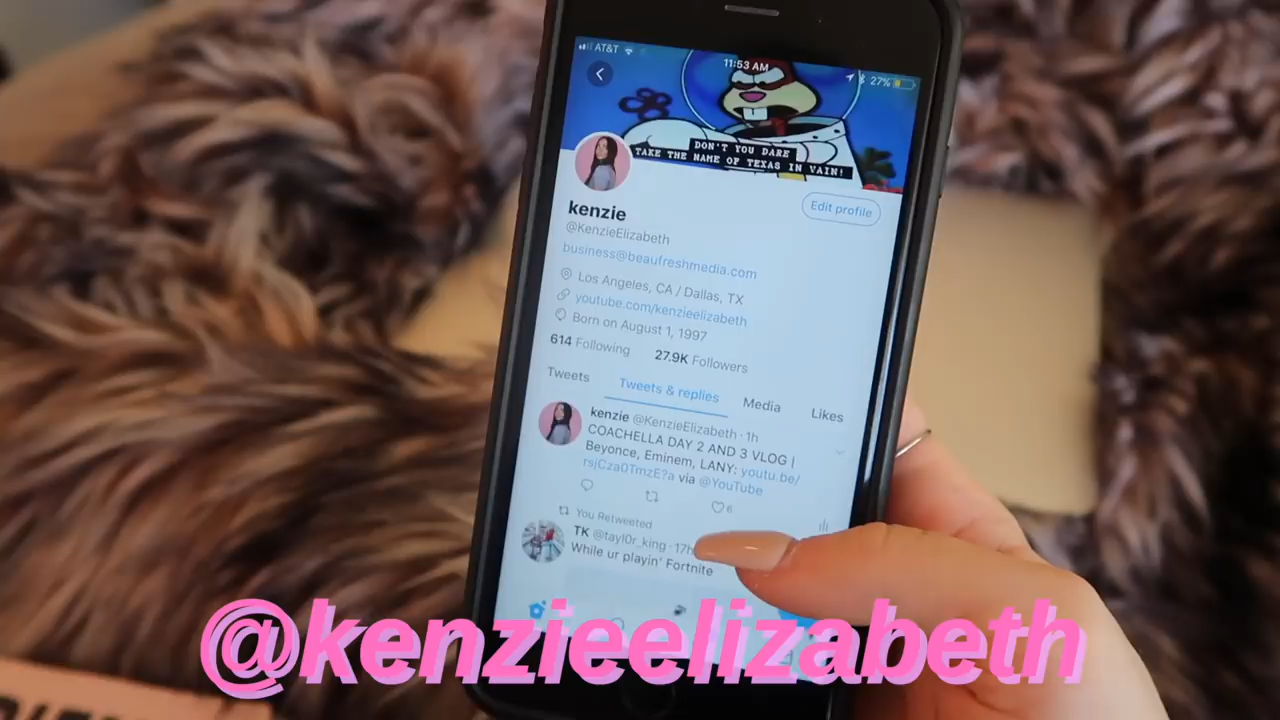 AT&T
11:53 AM
27%
DON'T YOU DARE
TAKE THE NAME OF TEXAS IN VAIN!
kenzie
Edit profile
@KenzieElizabeth
business@beaufreshmedia.com
Los Angeles, CA / Dallas, TX
youtube.com/kenzieelizabeth
Born on August 1, 1997
614 Following 27.9K Followers
Tweets Tweets & replies Media Likes
kenzie @KenzieElizabeth · 1h
COACHELLA DAY 2 AND 3 VLOG |
Beyonce, Eminem, LANY: youtu.be/
rsjCza0TmzE?a via @YouTube
6
You Retweeted
TK @tayl0r_king · 17h
While ur playin' Fortnite
@kenzieelizabeth